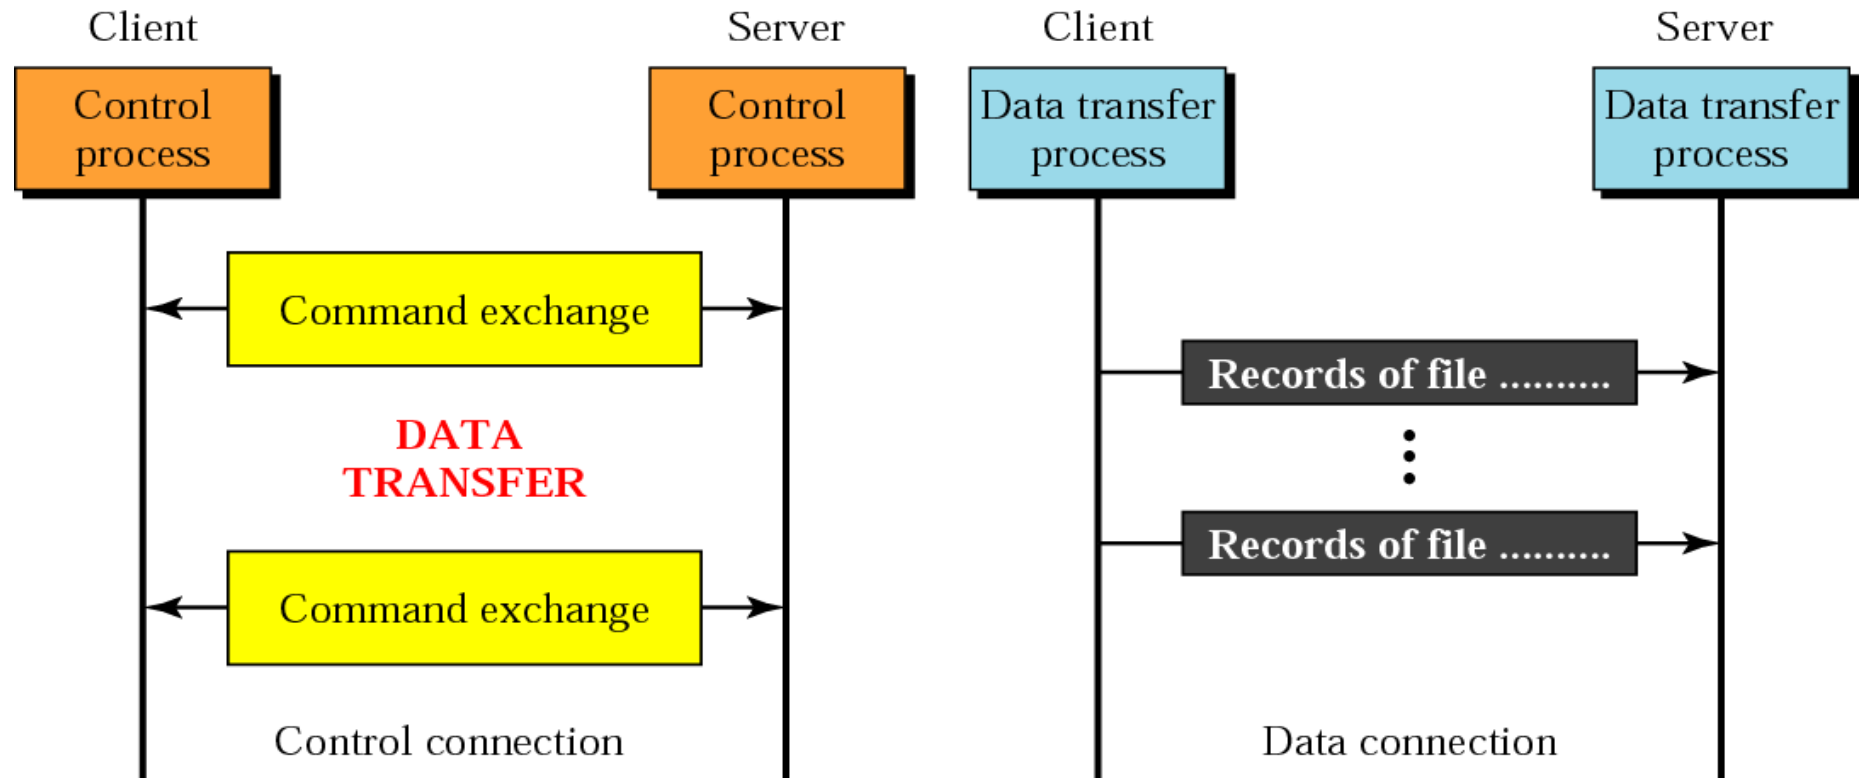 Client
Server
Client
Server
Control
process
Control
process
Data transfer
process
Data transfer
process
Command exchange
DATA
TRANSFER
Command exchange
Control connection
Records of file ..........
Records of file ..........
Data connection